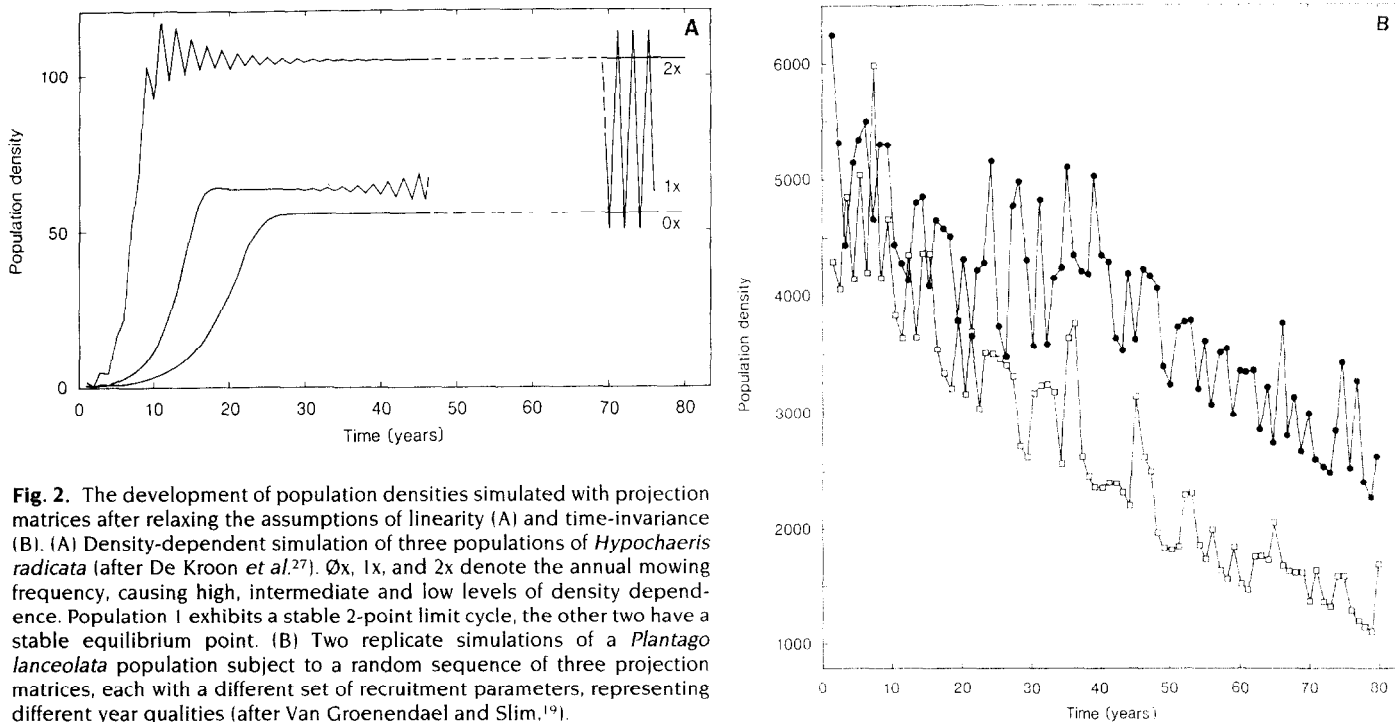 A
100
50
0
2x
1x
0x
0 10 20 30 40 50 60 70 80
Population density
Time (years)
B
6000
5000
4000
3000
2000
1000
0 10 20 30 40 50 60 70 80
Population density
Time (years)
Fig. 2. The development of population densities simulated with projection
matrices after relaxing the assumptions of linearity (A) and time-invariance
(B). (A) Density-dependent simulation of three populations of Hypochaeris
radicata (after De Kroon et al.27). Øx, 1x, and 2x denote the annual mowing
frequency, causing high, intermediate and low levels of density depend-
ence. Population 1 exhibits a stable 2-point limit cycle, the other two have a
stable equilibrium point. (B) Two replicate simulations of a Plantago
lanceolata population subject to a random sequence of three projection
matrices, each with a different set of recruitment parameters, representing
different year qualities (after Van Groenendael and Slim,19).